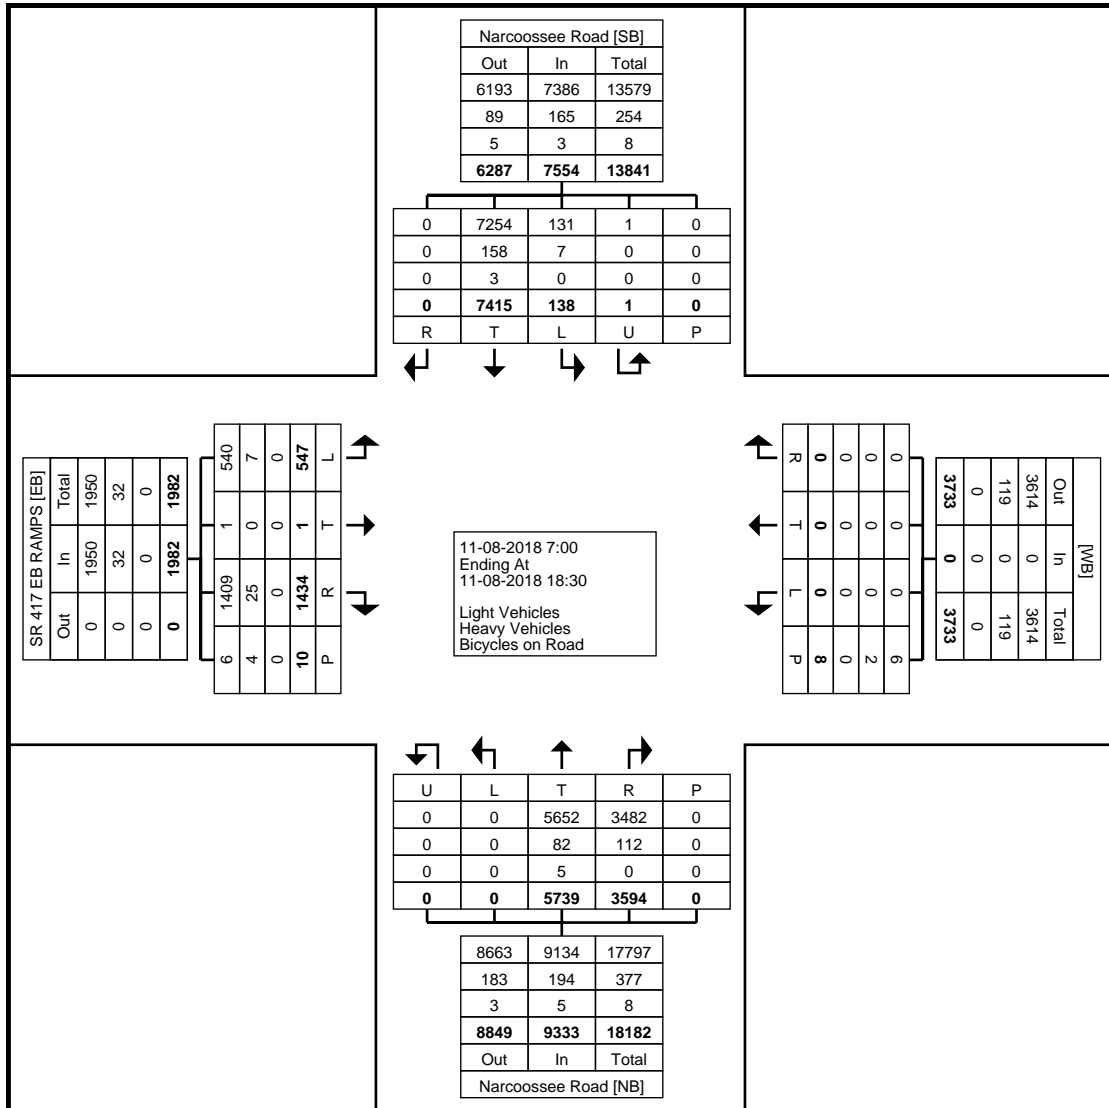 Narcoossee Road [SB]
Out In Total
6193 7386 13579
89 165 254
5 3 8
6287 7554 13841
0 7254 131 1 0
0 158 7 0 0
0 3 0 0 0
0 7415 138 1 0
R T L U P
SR 417 EB RAMPS [EB]
Out In Total
0 1950 1950
0 32 32
0 0 0
0 1982 1982
6 1409 1 540
4 25 0 7
0 0 0 0
10 1434 1 547
P R T L
11-08-2018 7:00
Ending At
11-08-2018 18:30
Light Vehicles
Heavy Vehicles
Bicycles on Road
[WB]
Out In Total
3614 0 3614
119 0 119
0 0 0
3733 0 3733
0 0 0 6
0 0 0 2
0 0 0 0
0 0 0 8
R T L P
U L T R P
0 0 5652 3482 0
0 0 82 112 0
0 0 5 0 0
0 0 5739 3594 0
8663 9134 17797
183 194 377
3 5 8
8849 9333 18182
Out In Total
Narcoossee Road [NB]